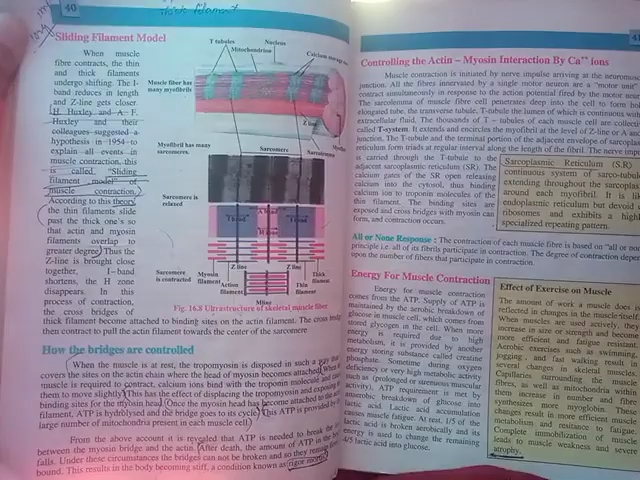 40
thick filament
Sliding Filament Model
When muscle
fibre contracts, the thin
and thick filaments
undergo shifting. The I-
band reduces in length
and Z-line gets closer.
H Huxley and A F.
Huxley and their
colleagues suggested a
hypothesis in 1954 to
explain all events in
muscle contraction, this
is called "Sliding
filament model" of
muscle contraction.
According to this theory,
the thin filaments slide
past the thick one's so
that actin and myosin
filaments overlap to
greater degree. Thus the
Z-line is brought close
together, I-band
shortens, the H zone
disappears. In this
process of contraction,
the cross bridges of
thick filament become attached to binding sites on the actin filament. The cross
then contract to pull the actin filament towards the center of the sarcomere
T tubules
Nucleus
Mitochondrion
Calcium
Muscle fiber has
many myofibrils
Z line
Myofibril has many
sarcomeres.
Sarcomeres
Sarcomere is
relaxed
Z line
Z line
Sarcomere
is contracted
Myosin
filament
Actin
filament
Thin
filament
Thick
filament
M line
Fig. 16.8 Ultrastructure of skeletal muscle fiber
How the bridges are controlled
When the muscle is at rest, the tropomyosin is disposed in such a
covers the sites on the actin chain where the head of myosin becomes attached. When
muscle is required to contract, calcium ions bind with the troponin molecule and
them to move slightly. This has the effect of displacing the tropomyosin and exposing
binding sites for the myosin head. Once the myosin head has become attached to the
filament, ATP is hydrolysed and the bridge goes to its cycle. This ATP is provided by
large number of mitochondria present in each muscle cell.
From the above account it is revealed that ATP is needed to break the
between the myosin bridge and the actin. After death, the amount of ATP in the
falls. Under these circumstances the bridges can not be broken and so they remain
bound. This results in the body becoming stiff, a condition known as rigor mortis.
41
Controlling the Actin – Myosin Interaction By Ca⁺⁺ ions
Muscle contraction is initiated by nerve impulse arriving at the
junction. All the fibres innervated by a single motor neuron are a "motor unit"
contract simultaneously in response to the action potential fired by the motor
The sarcolemma of muscle fibre cell penetrates deep into the cell to form
elongated tube, the transverse tubule, T-tubule the lumen of which is continuous with
extracellular fluid. The thousands of T – tubules of each muscle cell are
called T-system. It extends and encircles the myofibril at the level of Z-line or A and
junction. The T-tubule and the terminal portion of the adjacent envelope of
reticulum form triads at regular interval along the length of the fibril. The nerve
is carried through the T-tubule to the
adjacent sarcoplasmic reticulum (SR). The
calcium gates of the SR open releasing
calcium into the cytosol, thus binding
calcium ion to troponin molecules of the
thin filament. The binding sites are
exposed and cross bridges with myosin can
form, and contraction occurs.
Sarcoplasmic Reticulum (S.R)
continuous system of sarco-tubules
extending throughout the sarcoplasm
around each myofibril. It is like
endoplasmic reticulum but devoid
ribosomes and exhibits a highly
specialized repeating pattern.
All or None Response : The contraction of each muscle fibre is based on "all or none"
principle i.e. all of its fibrils participate in contraction. The degree of contraction depends
upon the number of fibers that participate in contraction.
Energy For Muscle Contraction
Energy for muscle contraction
comes from the ATP. Supply of ATP is
maintained by the aerobic breakdown of
glucose in muscle cell, which comes from
stored glycogen in the cell. When more
energy is required due to high
metabolism, it is provided by another
energy storing substance called creatine
phosphate. Sometime during oxygen
deficiency or very high metabolic activity
such as (prolonged or strenuous muscular
activity), ATP requirement is met by
anaerobic breakdown of glucose into
lactic acid. Lactic acid accumulation
causes muscle fatigue. At rest, 1/5 of the
lactic acid is broken aerobically and its
energy is used to change the remaining
4/5 lactic acid into glucose.
Effect of Exercise on Muscle
The amount of work a muscle does is
reflected in changes in the muscle itself.
When muscles are used actively, they
increase in size or strength and become
more efficient and fatigue resistant.
Aerobic exercises such as swimming,
jogging, and fast walking result in
several changes in skeletal muscles.
Capillaries surrounding the muscle
fibres, as well as mitochondria within
them increase in number and fibre
synthesizes more myoglobin. These
changes result in more efficient muscle
metabolism and resistance to fatigue.
Complete immobilization of muscle
leads to muscle weakness and severe
atrophy.